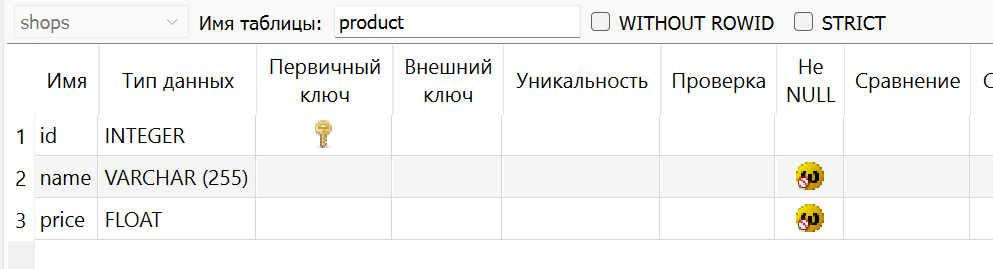 shops Имя таблицы: product WITHOUT ROWID STRICT
Имя Тип данных Первичный ключ Внешний ключ Уникальность Проверка Не NULL Сравнение
1 id INTEGER
2 name VARCHAR (255)
3 price FLOAT